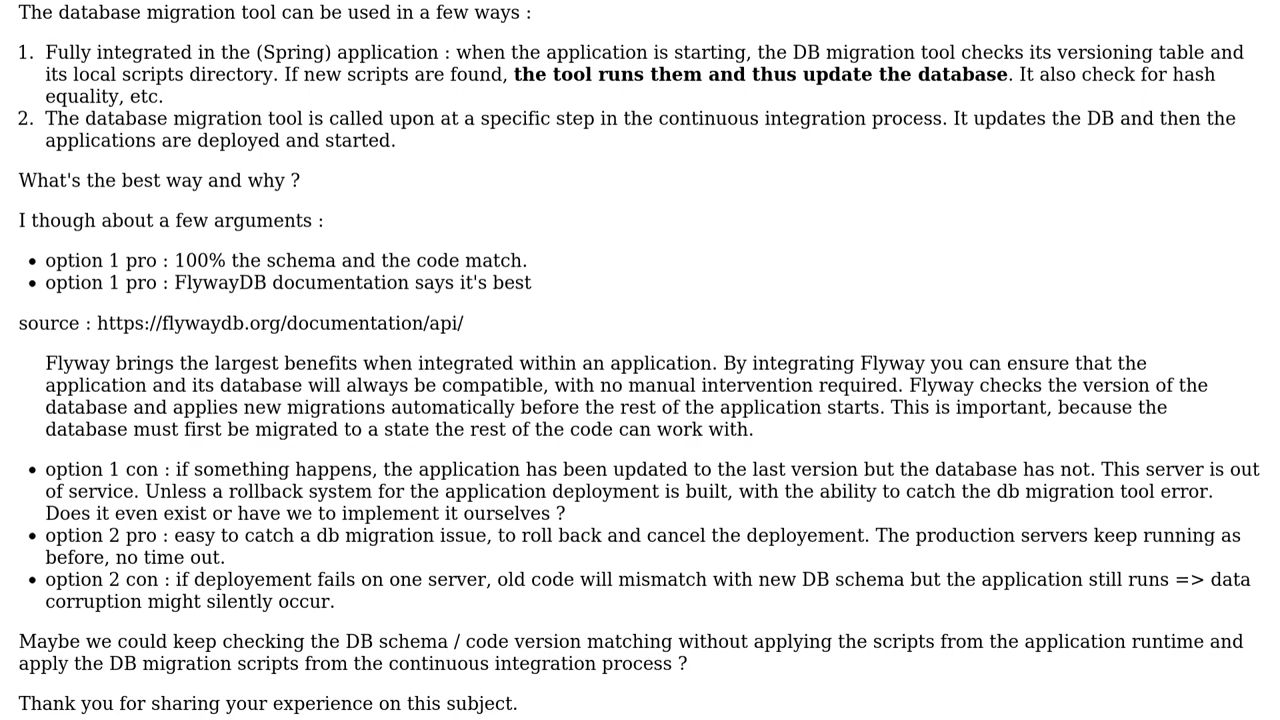 The database migration tool can be used in a few ways :
1. Fully integrated in the (Spring) application : when the application is starting, the DB migration tool checks its versioning table and
its local scripts directory. If new scripts are found, the tool runs them and thus update the database. It also check for hash
equality, etc.
2. The database migration tool is called upon at a specific step in the continuous integration process. It updates the DB and then the
applications are deployed and started.
What's the best way and why ?
I though about a few arguments :
• option 1 pro : 100% the schema and the code match.
• option 1 pro : FlywayDB documentation says it's best
source : https://flywaydb.org/documentation/api/
Flyway brings the largest benefits when integrated within an application. By integrating Flyway you can ensure that the
application and its database will always be compatible, with no manual intervention required. Flyway checks the version of the
database and applies new migrations automatically before the rest of the application starts. This is important, because the
database must first be migrated to a state the rest of the code can work with.
• option 1 con : if something happens, the application has been updated to the last version but the database has not. This server is out
of service. Unless a rollback system for the application deployment is built, with the ability to catch the db migration tool error.
Does it even exist or have we to implement it ourselves ?
• option 2 pro : easy to catch a db migration issue, to roll back and cancel the deployement. The production servers keep running as
before, no time out.
• option 2 con : if deployement fails on one server, old code will mismatch with new DB schema but the application still runs => data
corruption might silently occur.
Maybe we could keep checking the DB schema / code version matching without applying the scripts from the application runtime and
apply the DB migration scripts from the continuous integration process ?
Thank you for sharing your experience on this subject.